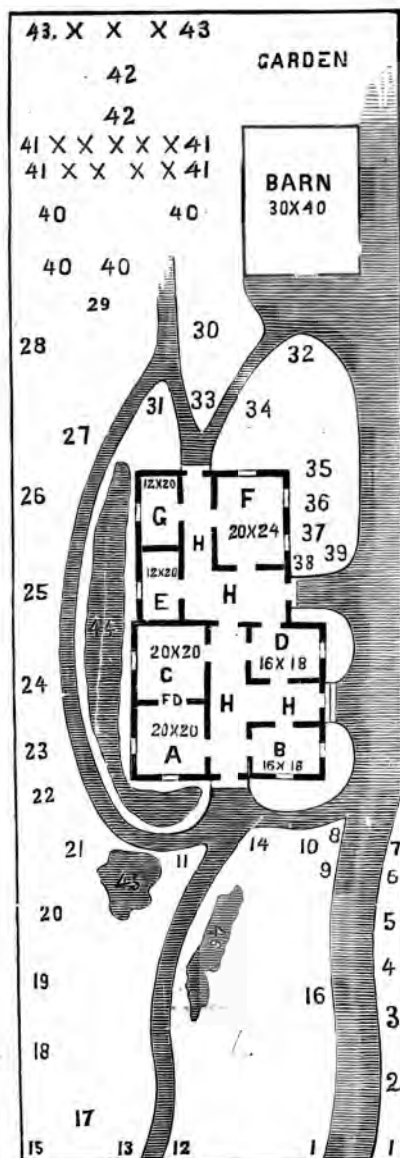 43. X X X 43
GARDEN
42
42
41 X X X X X 41
41 X X X X 41
BARN
30X40
40 40
40 40
29
28 30
32
31 33 34
27
12X20 35
26 G F 36
20X24 37
H 38 39
12X20
25 E H
44
20X20 D
C 16X18
24 FD H H
20X20
23 A B
16X18
22
21 11 14 10 8 7
9 6
45
20 46 5
19 4
16 3
18
2
17
15 13 12 1 1